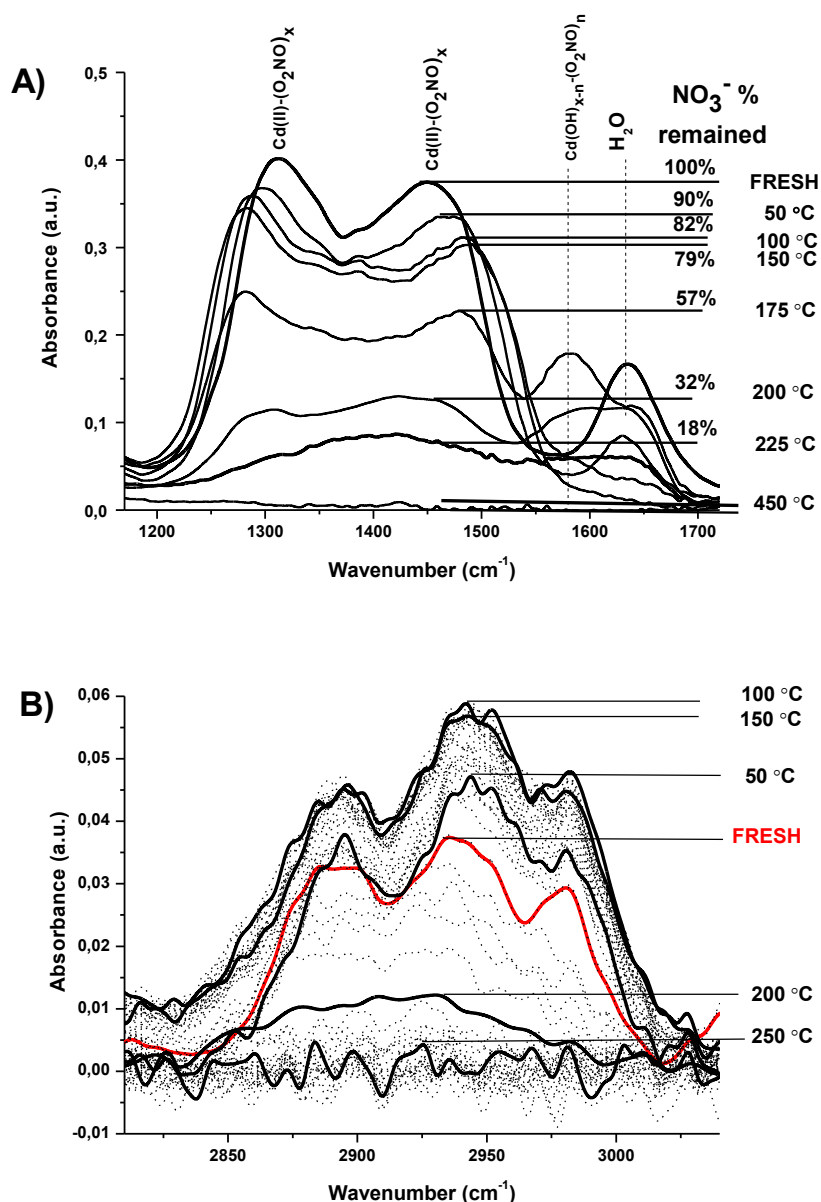 A)
Cd(II)-(O2NO)x
Cd(II)-(O2NO)x
Cd(OH)x-n-(O2NO)n
H2O
NO3- %
remained
0,5
0,4
0,3
0,2
0,1
0,0
Absorbance (a.u.)
100%
FRESH
90%
50 °C
82%
100 °C
150 °C
79%
57%
175 °C
32%
200 °C
18%
225 °C
450 °C
1200 1300 1400 1500 1600 1700
Wavenumber (cm-1)
B)
0,06
0,05
0,04
0,03
0,02
0,01
0,00
-0,01
Absorbance (a.u.)
100 °C
150 °C
50 °C
FRESH
200 °C
250 °C
2850 2900 2950 3000
Wavenumber (cm-1)